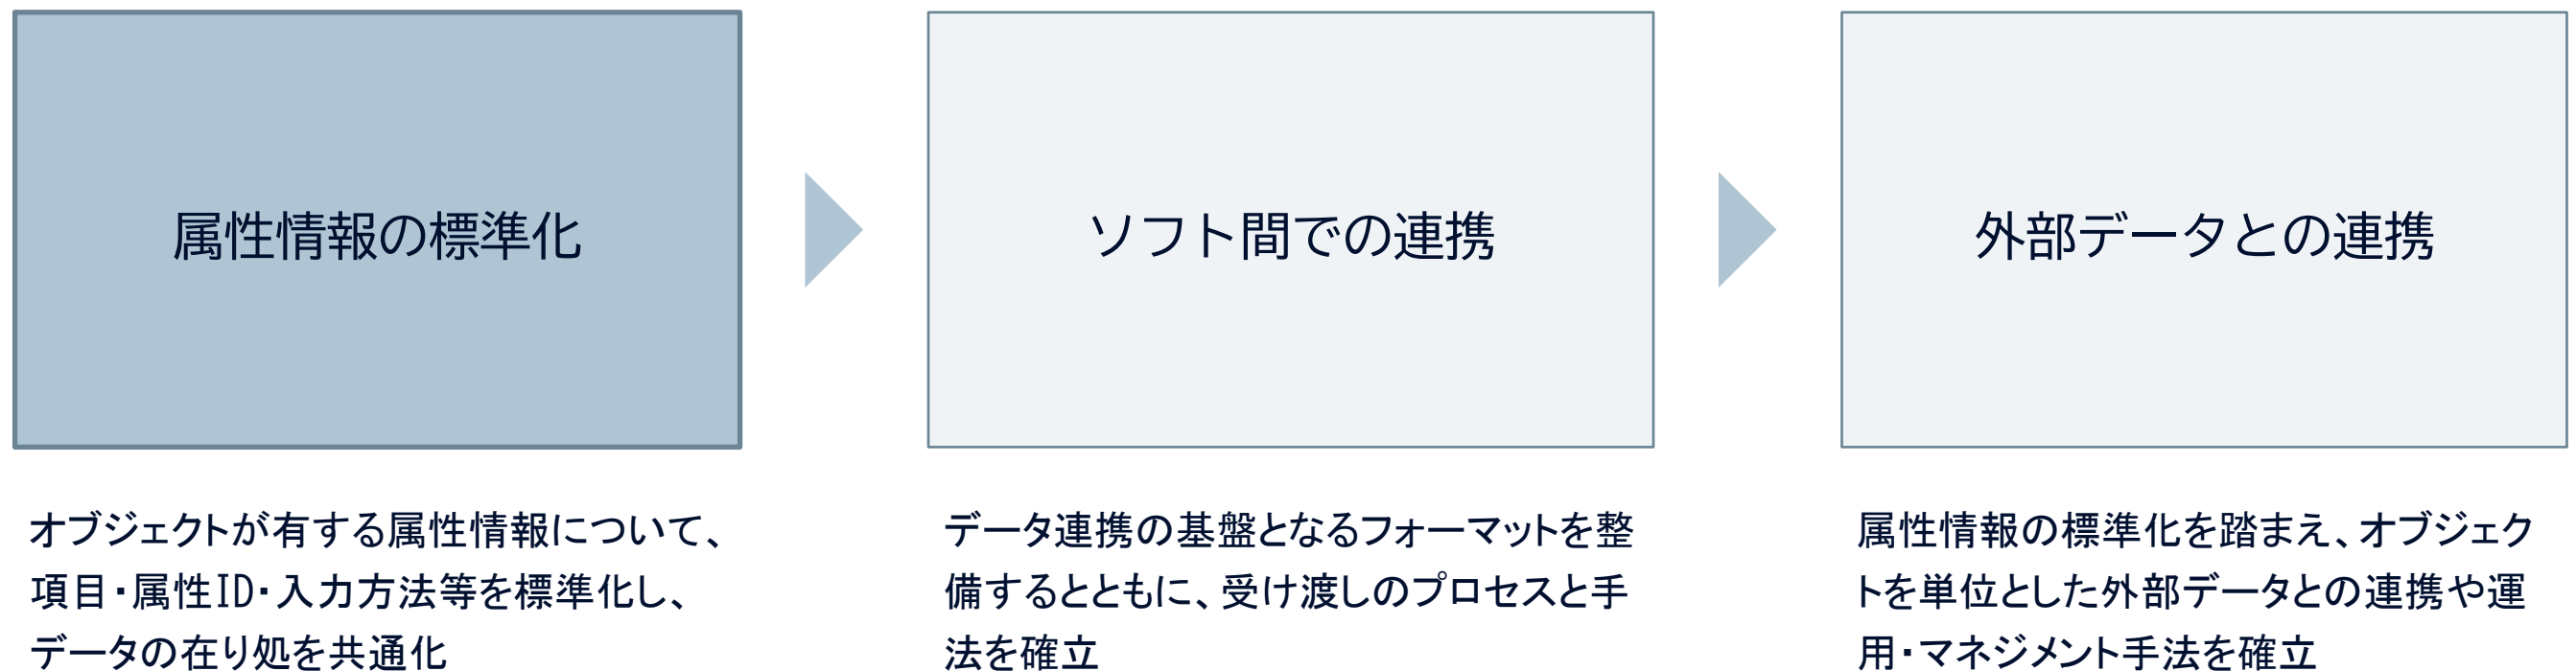 属性情報の標準化
ソフト間での連携
外部データとの連携
オブジェクトが有する属性情報について、
項目・属性ID・入力方法等を標準化し、
データの在り処を共通化
データ連携の基盤となるフォーマットを整
備するとともに、受け渡しのプロセスと手
法を確立
属性情報の標準化を踏まえ、オブジェク
トを単位とした外部データとの連携や運
用・マネジメント手法を確立